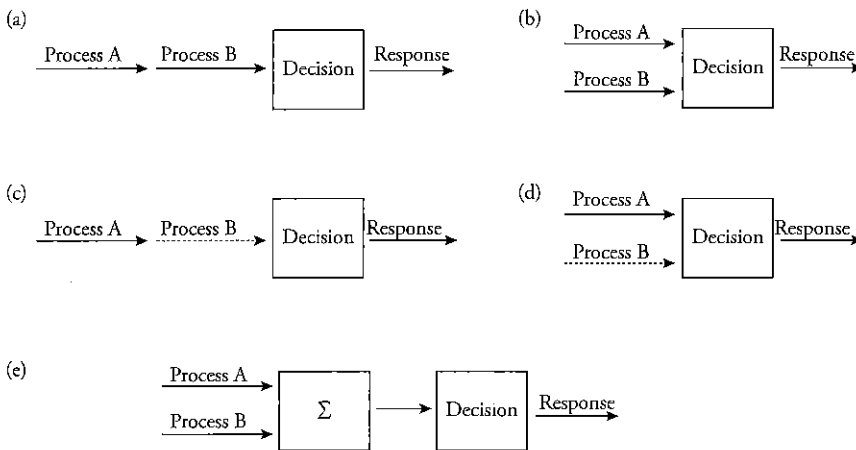 (a)
Process A Process B Decision Response
(b)
Process A
Process B
Decision
Response
(c)
Process A Process B Decision Response
(d)
Process A
Process B
Decision
Response
(e)
Process A
Process B
Σ
Decision
Response